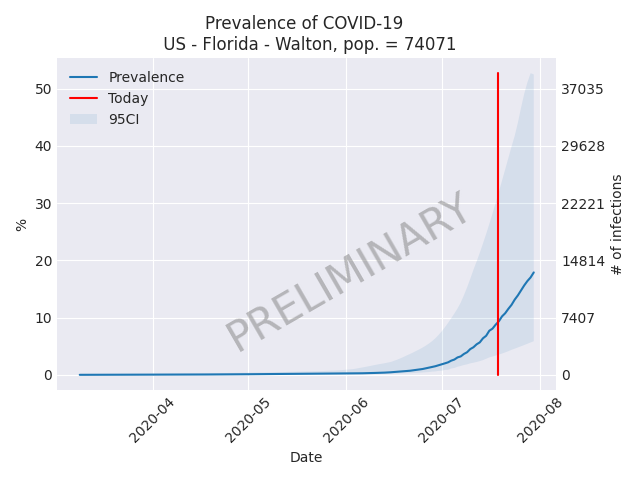 Prevalence of COVID-19
US - Florida - Walton, pop. = 74071
Prevalence
Today
95CI
50
40
30
20
10
0
%
37035
29628
22221
14814
7407
0
# of infections
PRELIMINARY
2020-04
2020-05
2020-06
2020-07
2020-08
Date